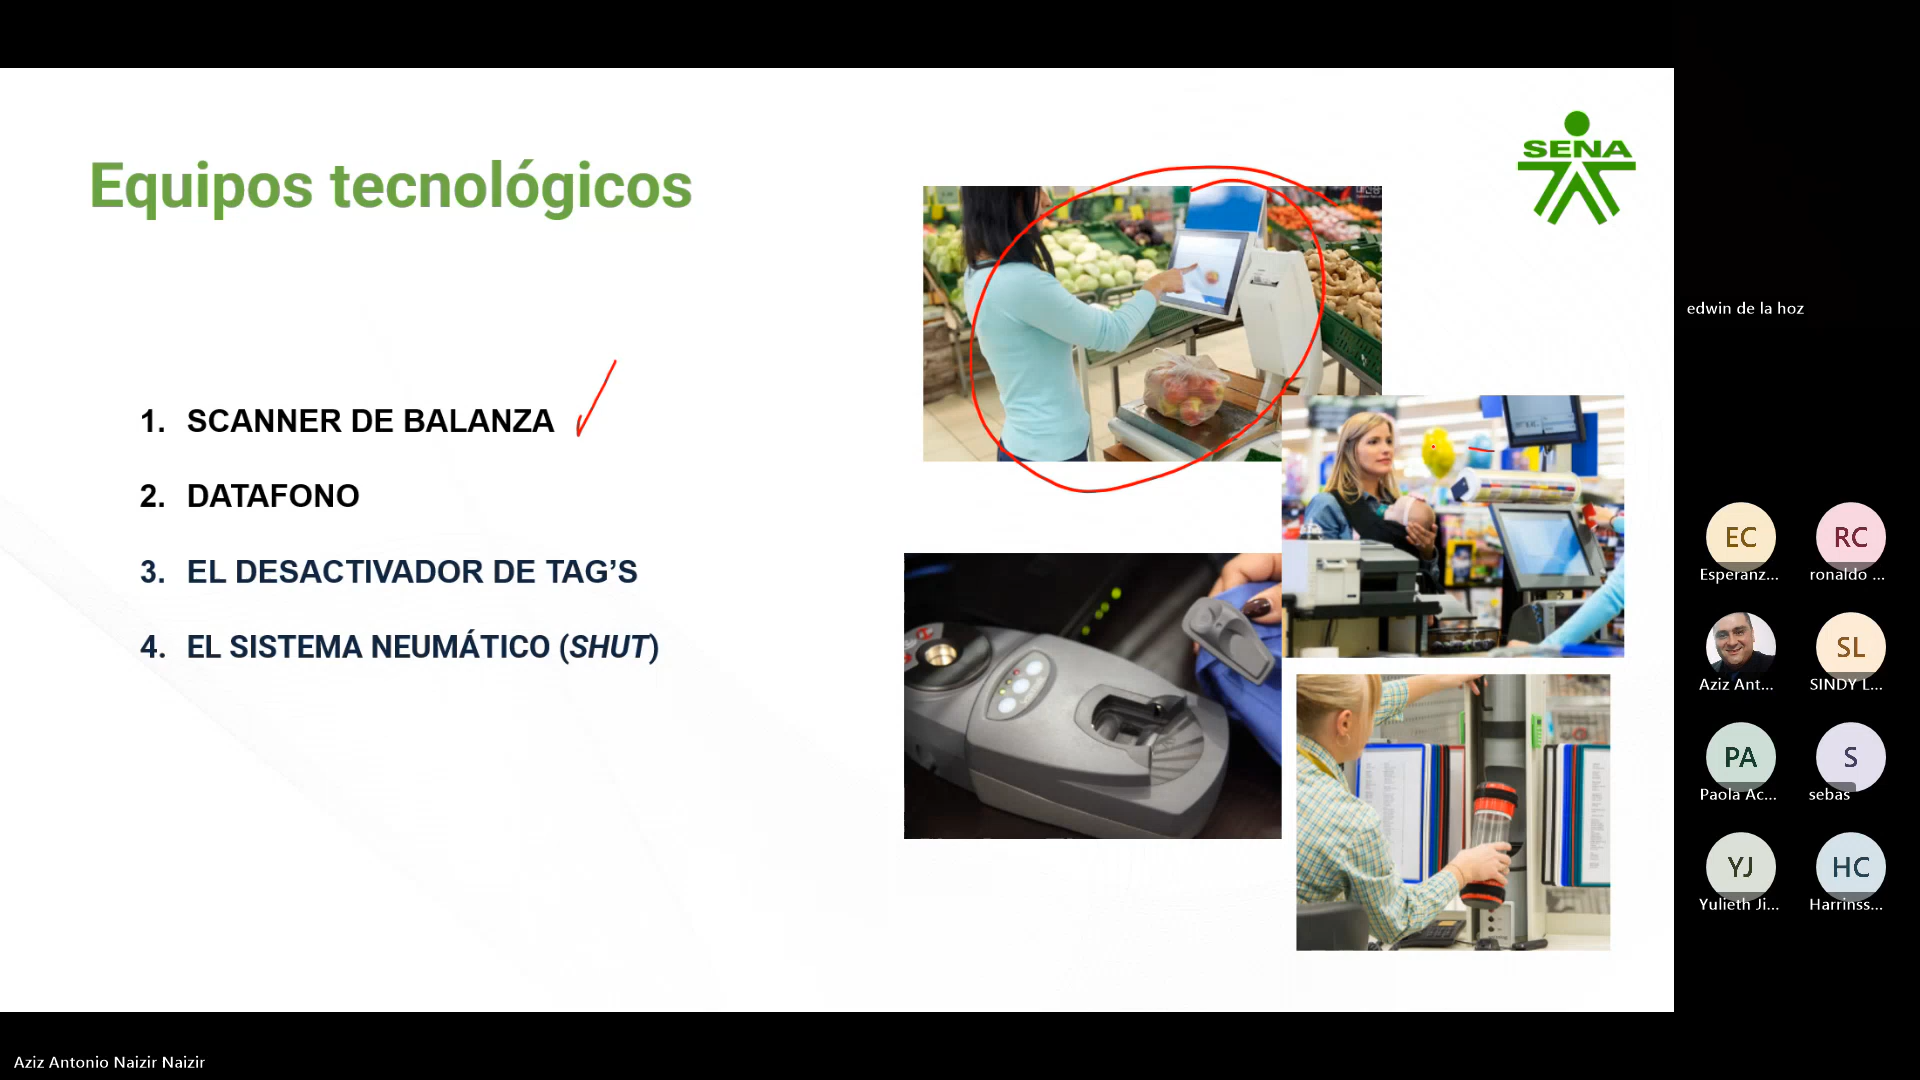 Equipos tecnológicos
SENA
1. SCANNER DE BALANZA
2. DATAFONO
3. EL DESACTIVADOR DE TAG’S
4. EL SISTEMA NEUMÁTICO (SHUT)
edwin de la hoz
EC
RC
Esperanz...
ronaldo ...
SL
Aziz Ant...
SINDY L...
PA
S
Paola Ac...
sebas
YJ
HC
Yulieth Ji...
Harrinss...
Aziz Antonio Naizir Naizir